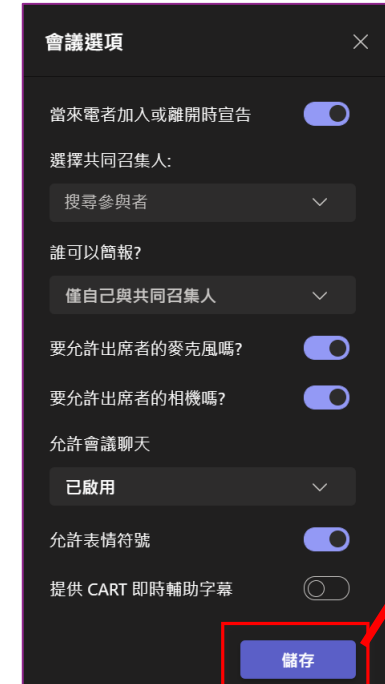 會議選項
當來電者加入或離開時宣告
選擇共同召集人:
搜尋參與者
誰可以簡報?
僅自己與共同召集人
要允許出席者的麥克風嗎?
要允許出席者的相機嗎?
允許會議聊天
已啟用
允許表情符號
提供 CART 即時輔助字幕
儲存